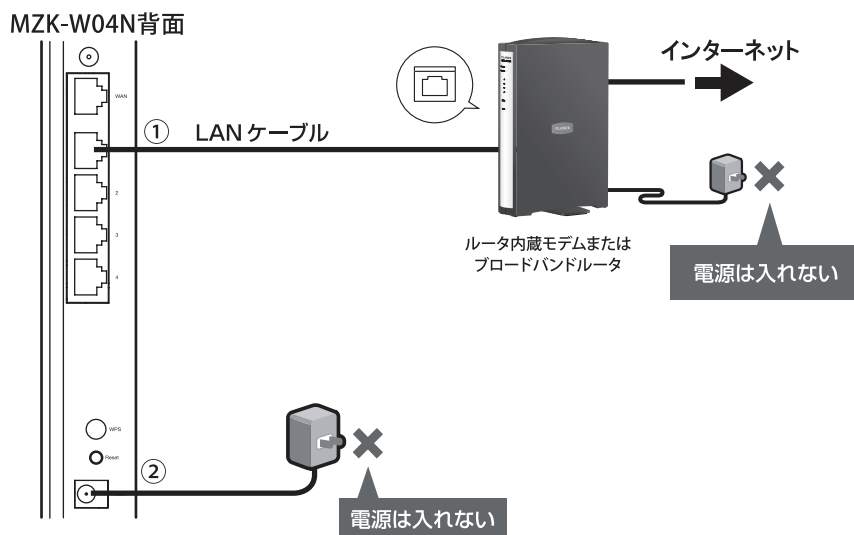 MZK-W04N背面
インターネット
WAN
① LANケーブル
2
3
4
PLANEX
ルータ内蔵モデムまたは
ブロードバンドルータ
電源は入れない
WPS
Reset
②
電源は入れない